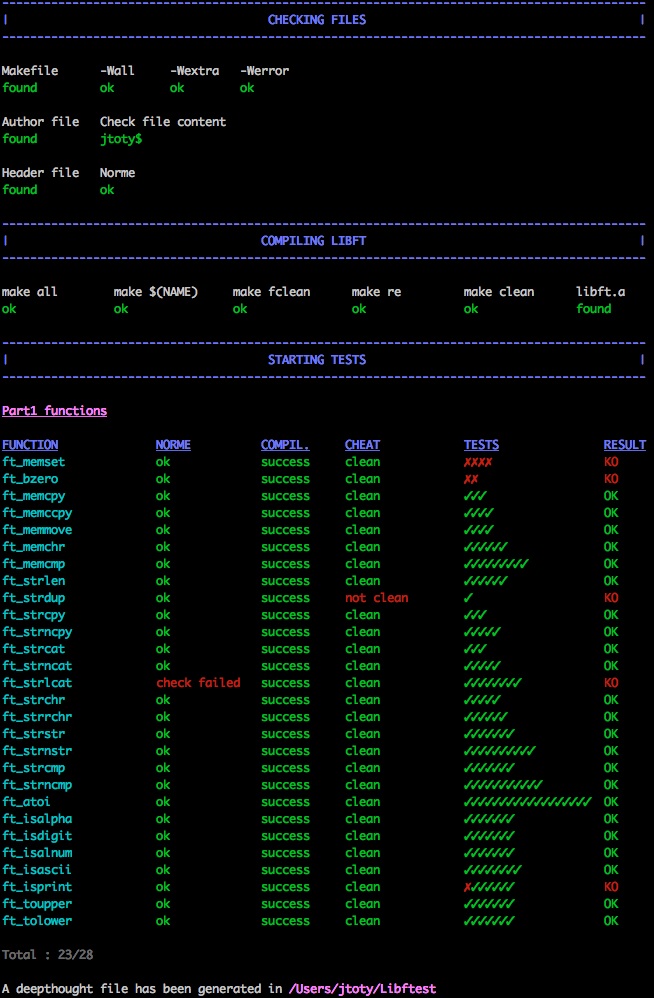 CHECKING FILES
Makefile -Wall -Wextra -Werror
found ok ok ok
Author file Check file content
found jtoty$
Header file Norme
found ok
COMPILING LIBFT
make all make $(NAME) make fclean make re make clean libft.a
ok ok ok ok ok found
STARTING TESTS
Part1 functions
FUNCTION NORME COMPIL. CHEAT TESTS RESULT
ft_memset ok success clean ✗✗✗✗ KO
ft_bzero ok success clean ✗✗ KO
ft_memcpy ok success clean ✓✓✓ OK
ft_memccpy ok success clean ✓✓✓✓ OK
ft_memmove ok success clean ✓✓✓✓ OK
ft_memchr ok success clean ✓✓✓✓✓✓ OK
ft_memcmp ok success clean ✓✓✓✓✓✓✓✓✓ OK
ft_strlen ok success clean ✓✓✓✓✓✓ OK
ft_strdup ok success not clean ✓ KO
ft_strcpy ok success clean ✓✓✓ OK
ft_strncpy ok success clean ✓✓✓✓✓ OK
ft_strcat ok success clean ✓✓✓ OK
ft_strncat ok success clean ✓✓✓✓✓ OK
ft_strlcat check failed success clean ✓✓✓✓✓✓✓✓ KO
ft_strchr ok success clean ✓✓✓✓✓ OK
ft_strrchr ok success clean ✓✓✓✓✓✓ OK
ft_strstr ok success clean ✓✓✓✓✓✓✓ OK
ft_strnstr ok success clean ✓✓✓✓✓✓✓✓✓✓ OK
ft_strcmp ok success clean ✓✓✓✓✓✓✓ OK
ft_strncmp ok success clean ✓✓✓✓✓✓✓✓✓✓✓ OK
ft_atoi ok success clean ✓✓✓✓✓✓✓✓✓✓✓✓✓✓✓✓✓✓ OK
ft_isalpha ok success clean ✓✓✓✓✓✓✓ OK
ft_isdigit ok success clean ✓✓✓✓✓✓✓ OK
ft_isalnum ok success clean ✓✓✓✓✓✓✓ OK
ft_isascii ok success clean ✓✓✓✓✓✓✓✓ OK
ft_isprint ok success clean ✗✓✓✓✓✓✓ KO
ft_toupper ok success clean ✓✓✓✓✓✓✓ OK
ft_tolower ok success clean ✓✓✓✓✓✓✓ OK
Total : 23/28
A deepthought file has been generated in /Users/jtoty/Libftest